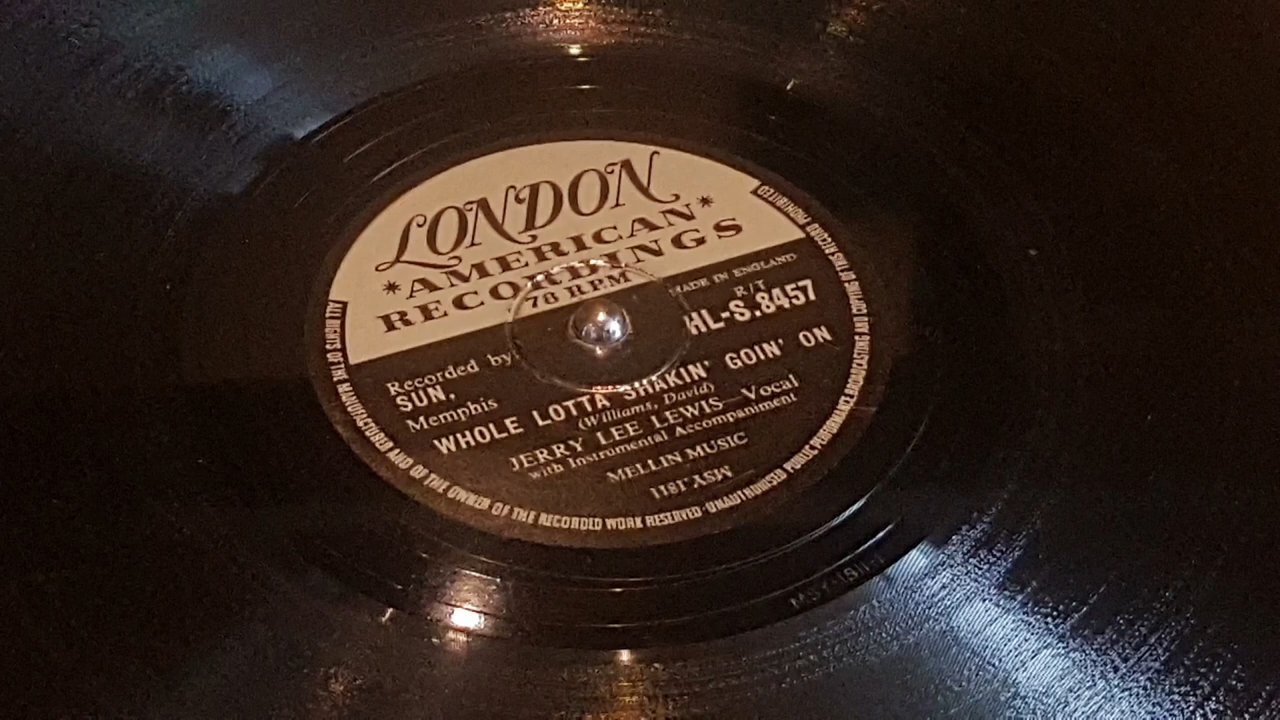 LONDON
*AMERICAN*
RECORDINGS
78 RPM
MADE IN ENGLAND
R/T
HL-S.8457
Recorded by
SUN,
Memphis
WHOLE LOTTA SHAKIN' GOIN' ON
(Williams, David)
JERRY LEE LEWIS—Vocal
with Instrumental Accompaniment
MELLIN MUSIC
MSY.1811
ALL RIGHTS OF THE MANUFACTURER AND OF THE OWNER OF THE RECORDED WORK RESERVED·UNAUTHORISED PUBLIC PERFORMANCE BROADCASTING AND COPYING OF THIS RECORD PROHIBITED